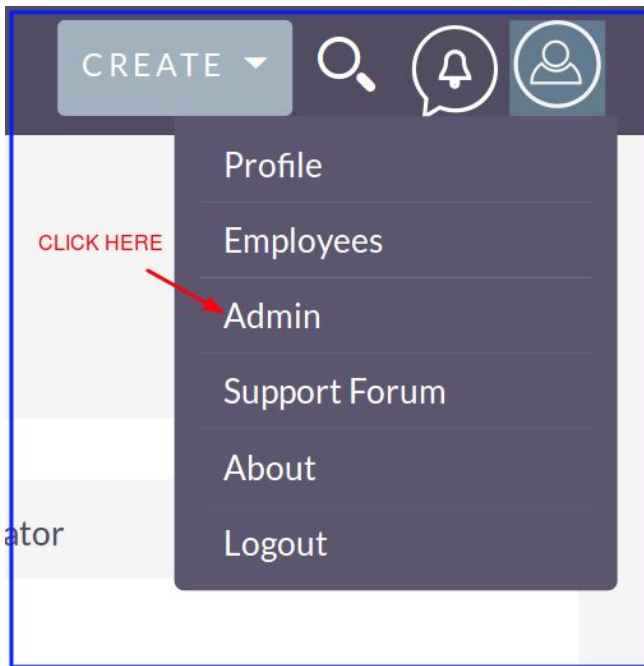 CREATE
Profile
Employees
CLICK HERE
Admin
Support Forum
About
ator
Logout